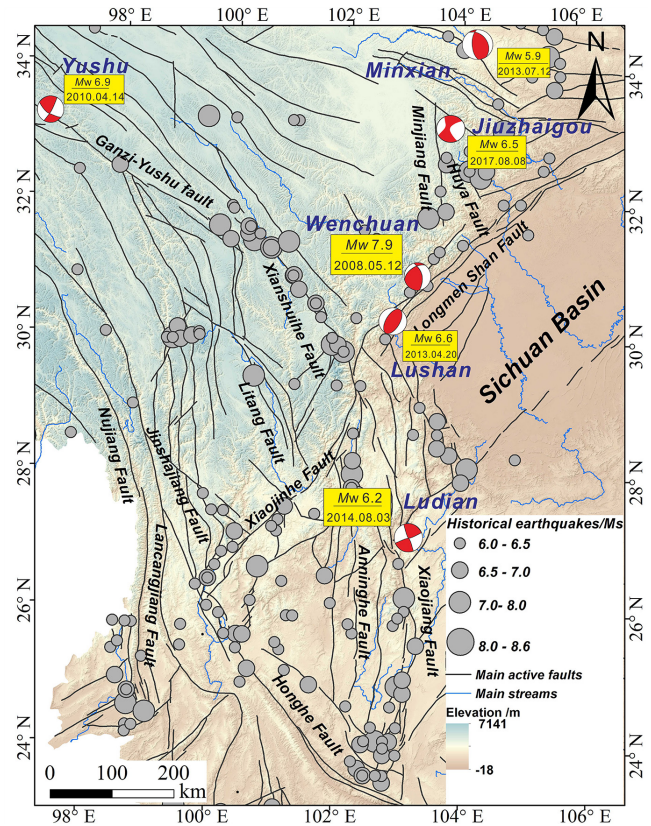 98° E
100° E
102° E
104° E
106° E
34° N
32° N
30° N
28° N
26° N
24° N
34° N
32° N
30° N
28° N
26° N
24° N
N
Yushu
Mw 6.9
2010.04.14
Minxian
Mw 5.9
2013.07.12
Jiuzhaigou
Mw 6.5
2017.08.08
Minjiang Fault
Huya Fault
Ganzi-Yushu fault
Wenchuan
Mw 7.9
2008.05.12
Longmen Shan Fault
Xianshuihe Fault
Mw 6.6
2013.04.20
Lushan
Sichuan Basin
Litang Fault
Nujiang Fault
Jinshajiang Fault
Xiaojinhe Fault
Mw 6.2
2014.08.03
Ludian
Lancangjiang Fault
Anninghe Fault
Xiaojiang Fault
Honghe Fault
Historical earthquakes/Ms
6.0 - 6.5
6.5 - 7.0
7.0- 8.0
8.0 - 8.6
Main active faults
Main streams
Elevation /m
7141
-18
0 100 200
km
98° E
100° E
102° E
104° E
106° E